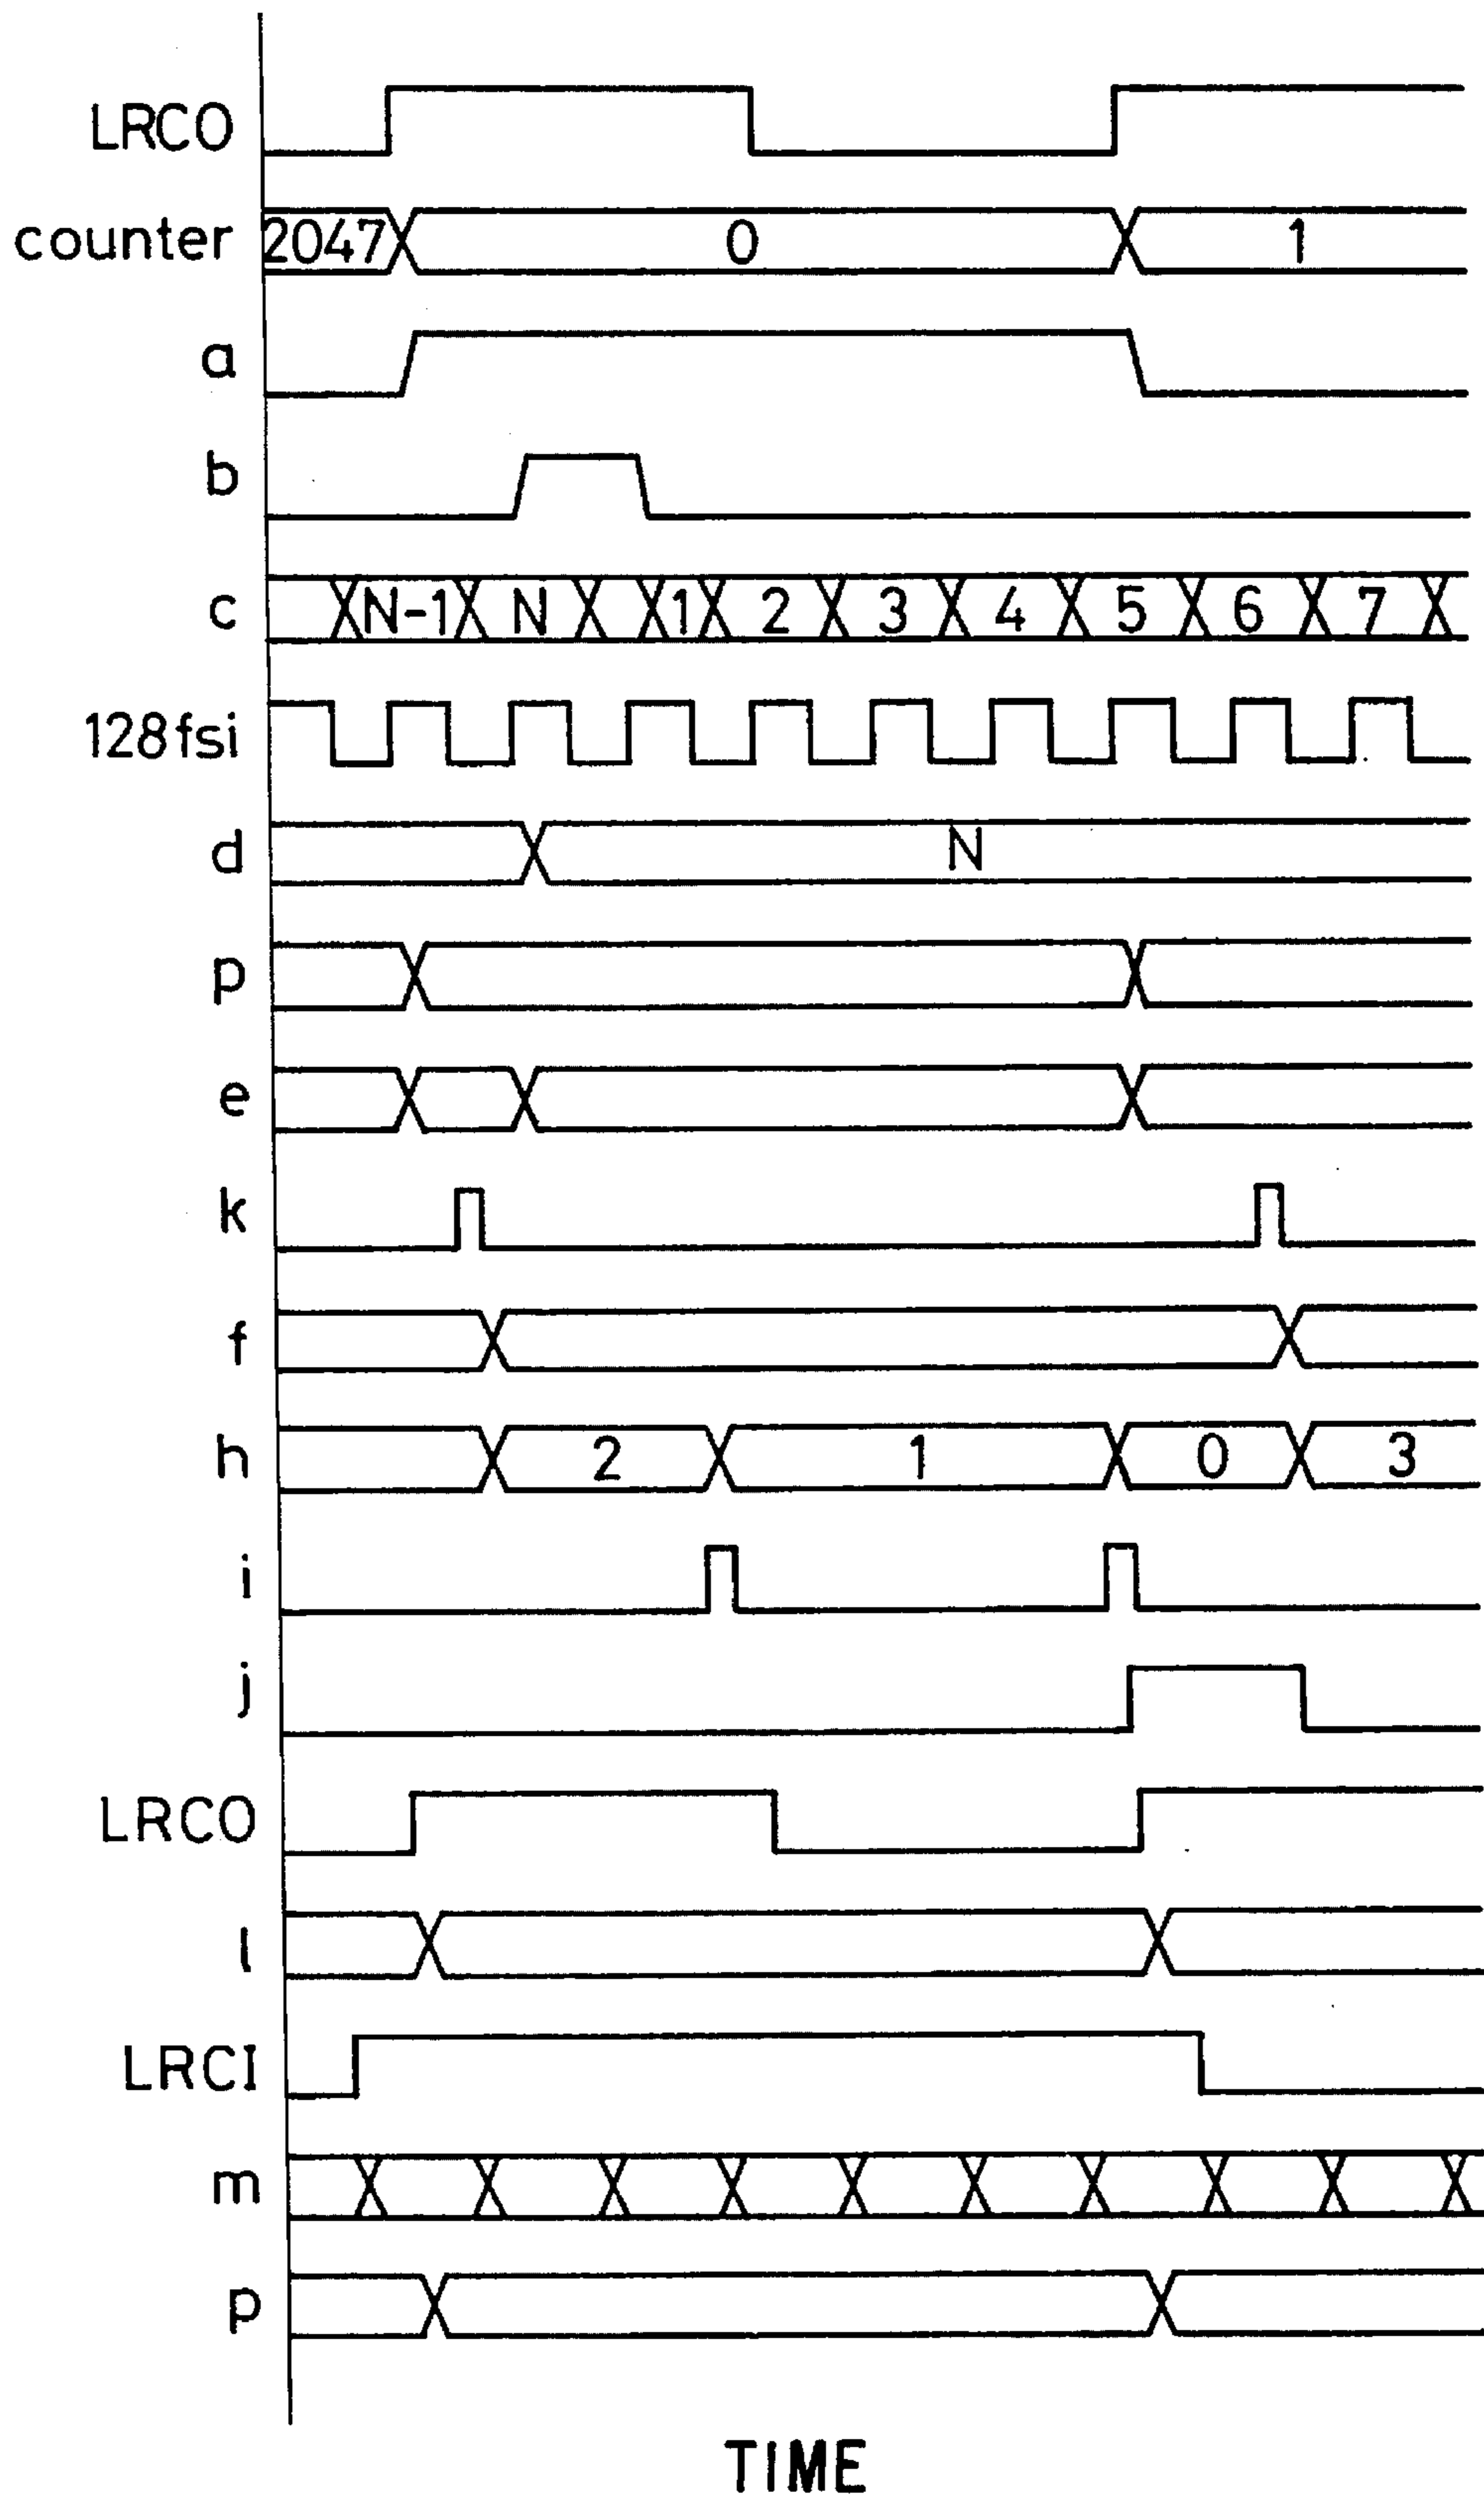 LRCO
counter 2047 0 1
a
b
c N-1 N 1 2 3 4 5 6 7
128fsi
d N
p
e
k
f
h 2 1 0 3
i
j
LRCO
l
LRCI
m
p
TIME